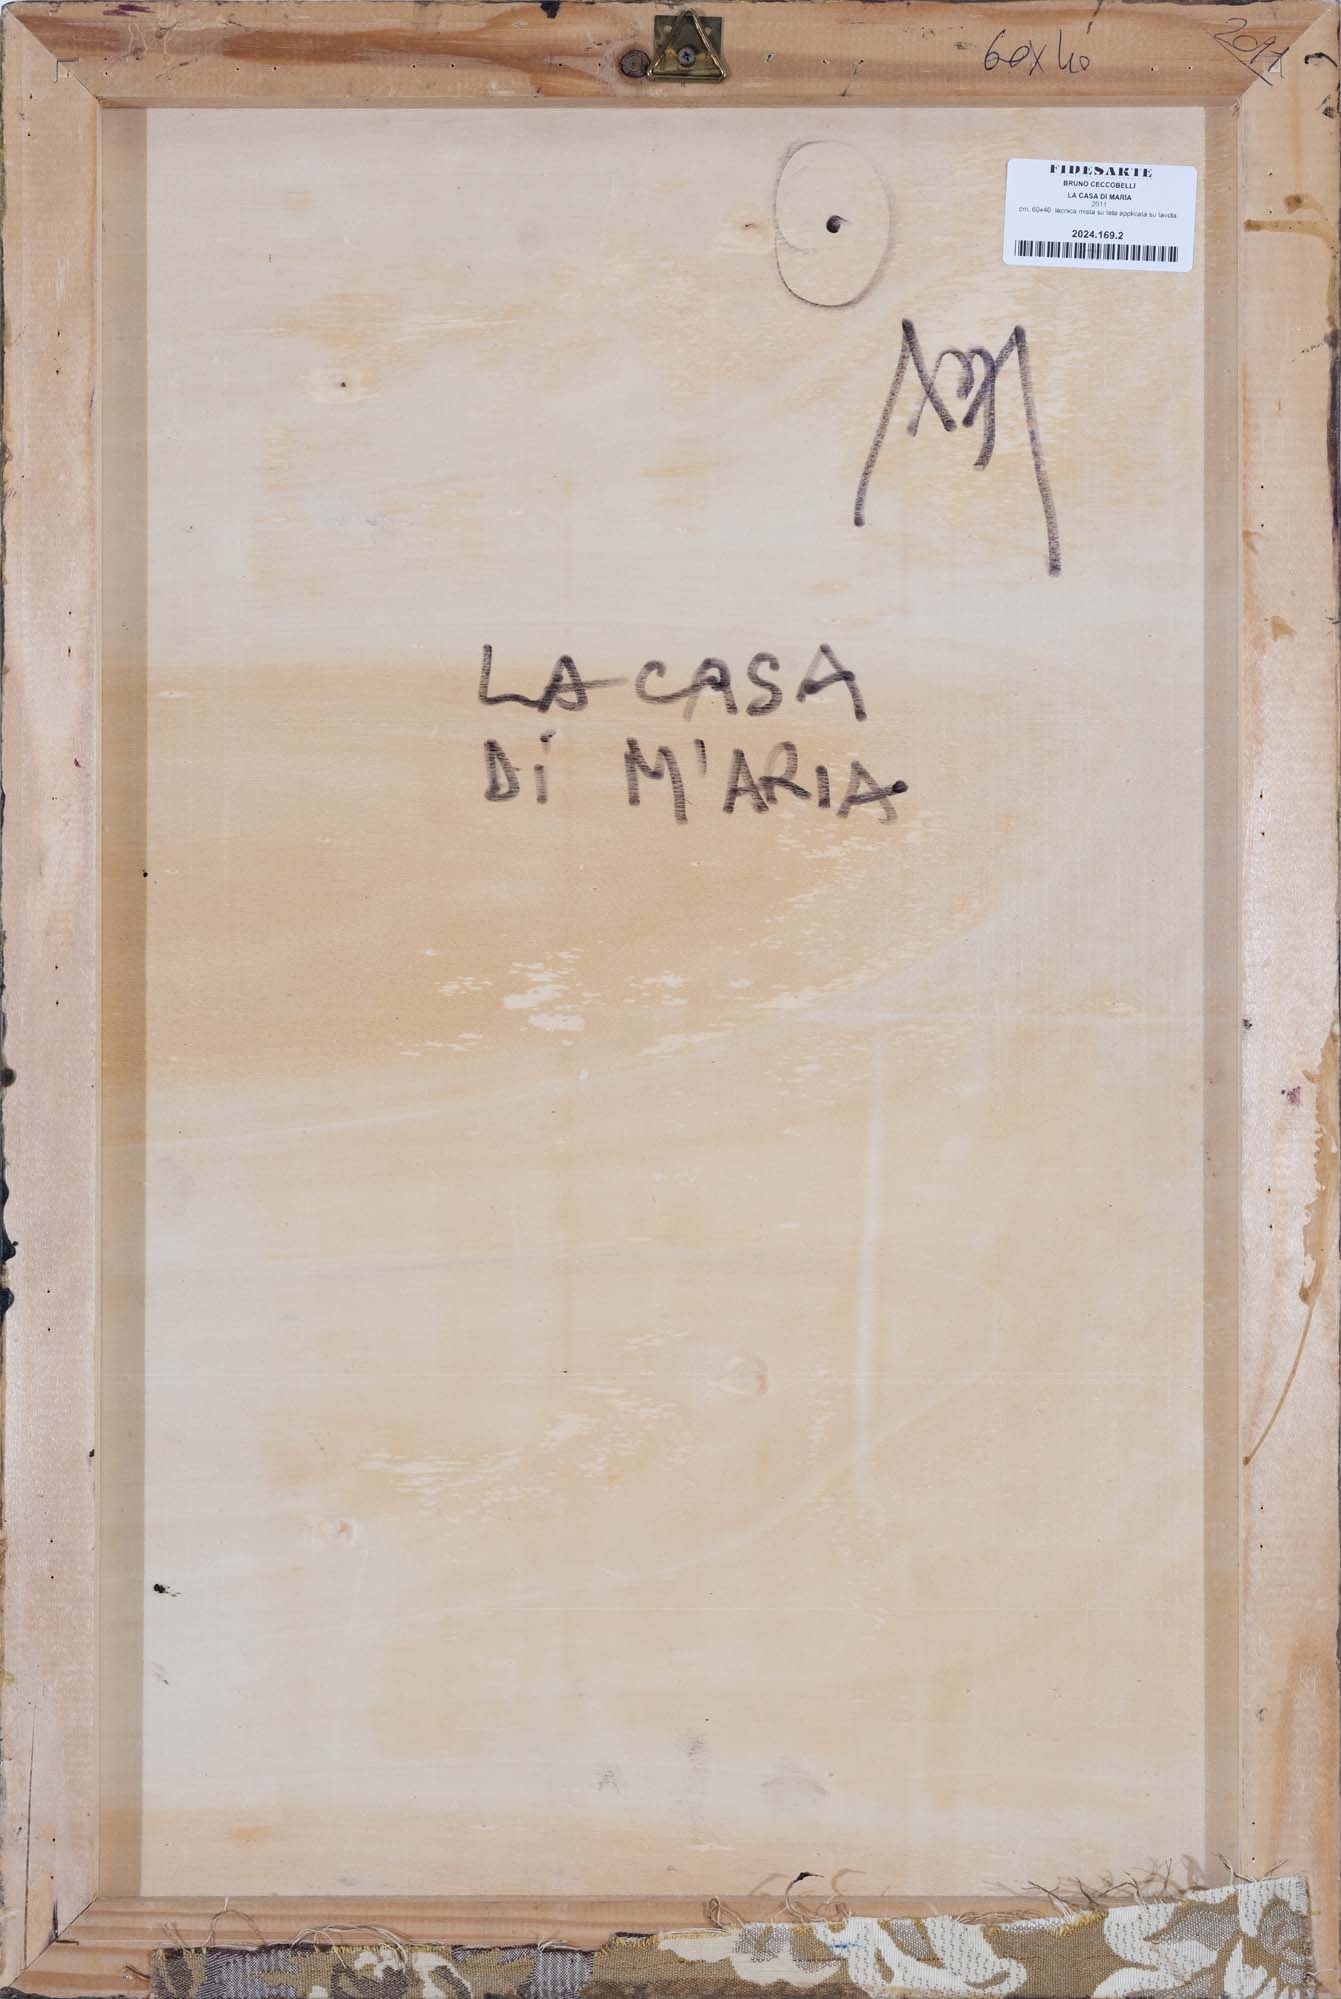 60x40
2011
FIDESARTE
BRUNO CECCOBELLI
LA CASA DI MARIA
2011
cm. 60x40 tecnica mista su tela applicata su tavola
2024.169.2
LA CASA
Di M'ARIA